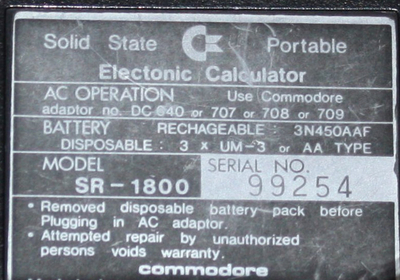 Solid State Portable
Electonic Calculator
AC OPERATION Use Commodore
adaptor no. DC 640 or 707 or 708 or 709
BATTERY RECHAGEABLE : 3N450AAF
DISPOSABLE : 3 x UM-3 or AA TYPE
MODEL SERIAL NO.
SR-1800 99254
• Removed disposable battery pack before
Plugging in AC adaptor.
• Attempted repair by unauthorized
persons voids warranty.
commodore